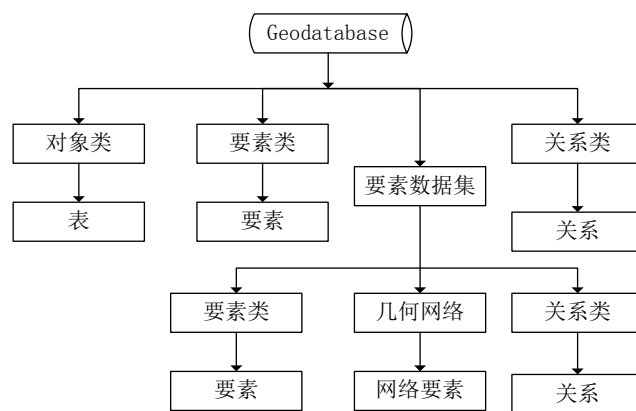 Geodatabase
对象类
要素类
关系类
要素数据集
表
要素
关系
要素类
几何网络
关系类
要素
网络要素
关系